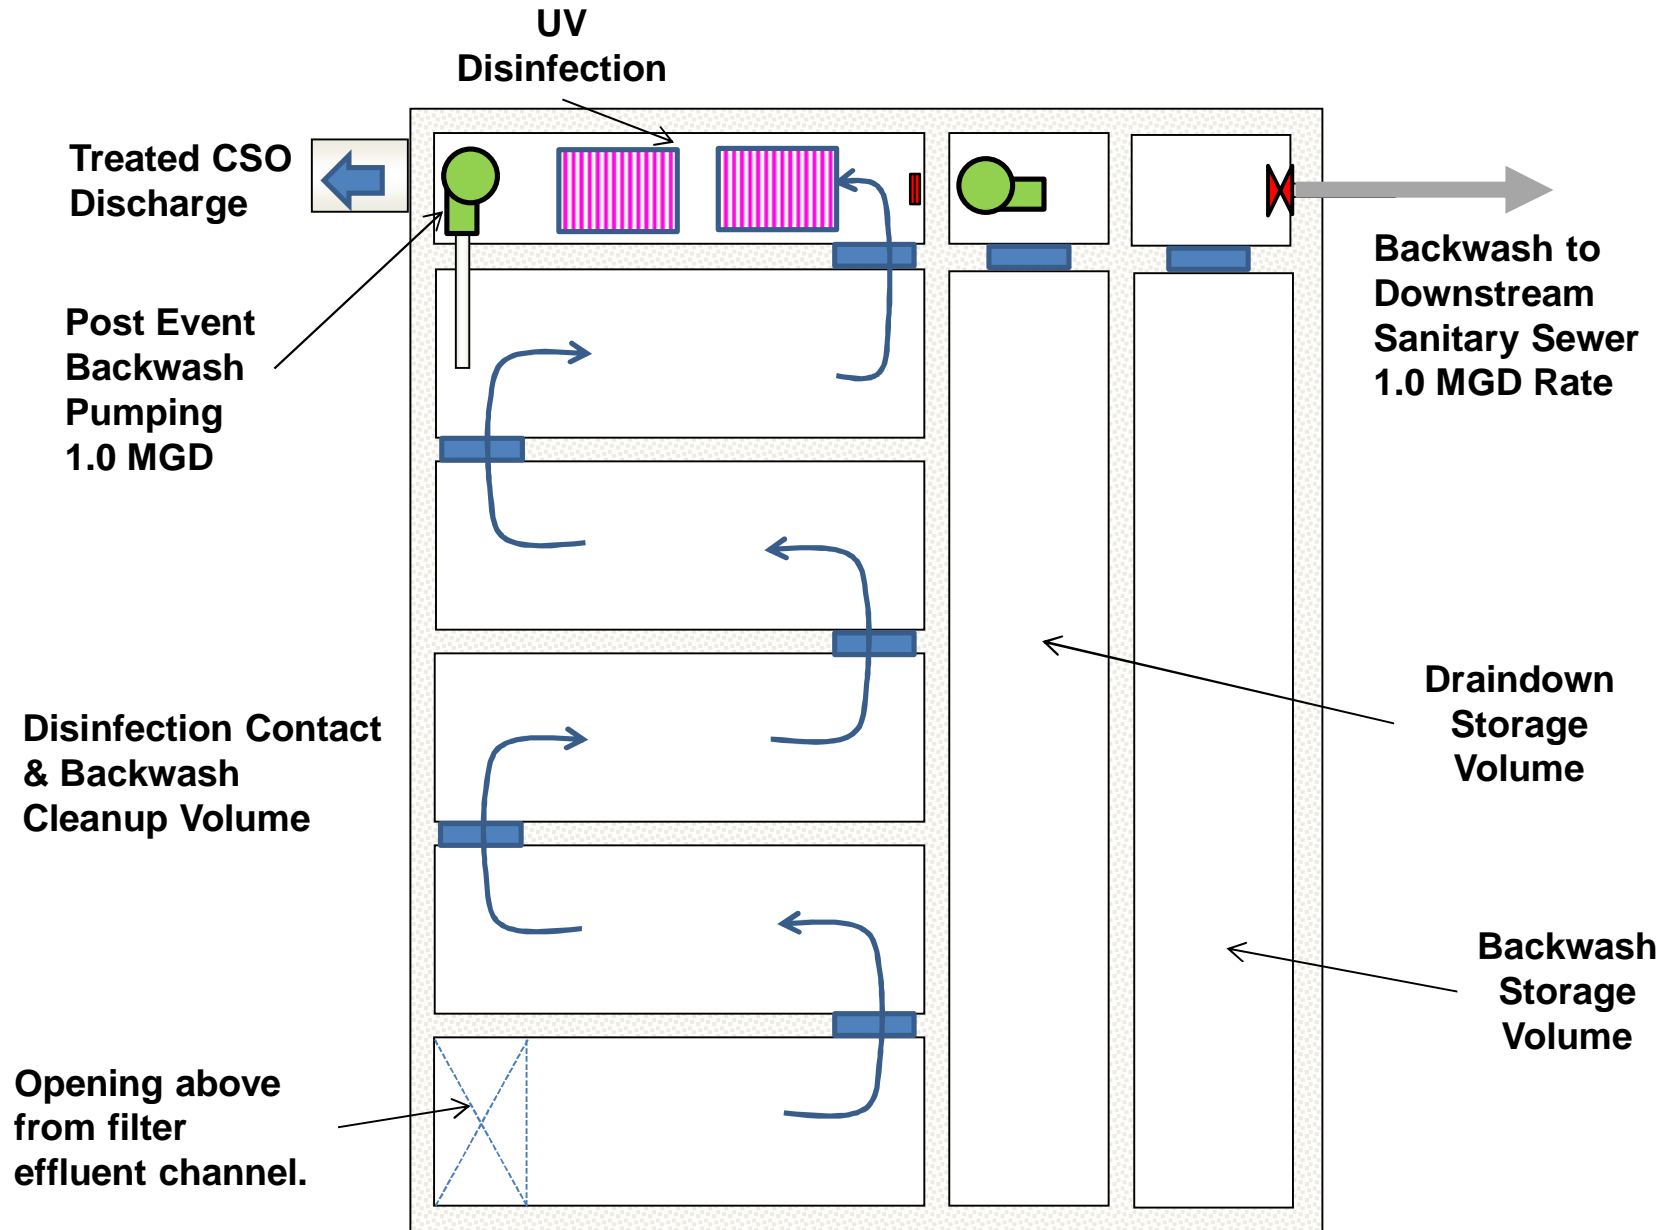 UV
Disinfection
Treated CSO
Discharge
Post Event
Backwash
Pumping
1.0 MGD
Backwash to
Downstream
Sanitary Sewer
1.0 MGD Rate
Disinfection Contact
& Backwash
Cleanup Volume
Draindown
Storage
Volume
Backwash
Storage
Volume
Opening above
from filter
effluent channel.